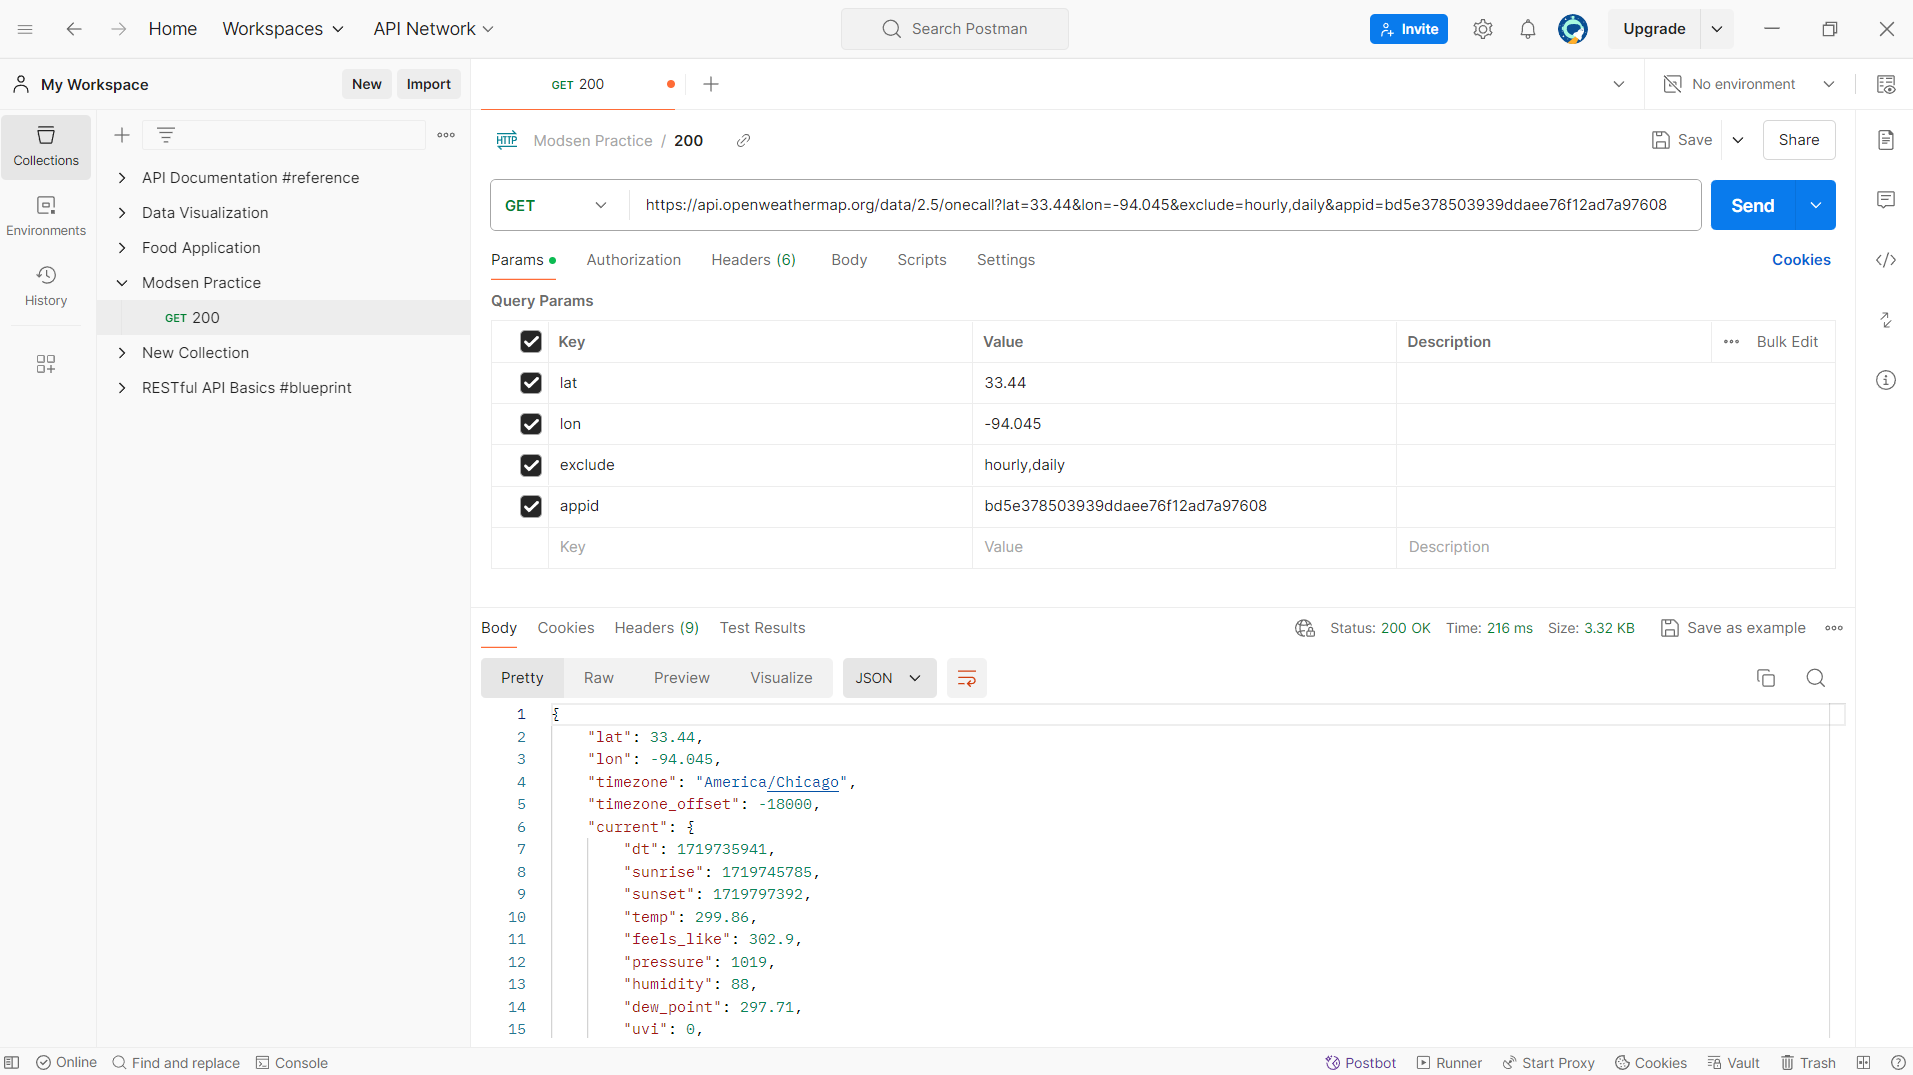 Home Workspaces API Network Search Postman Invite Upgrade
My Workspace New Import GET 200 No environment
Modsen Practice / 200 Save Share
Collections
Environments
History
API Documentation #reference
Data Visualization
Food Application
Modsen Practice
GET 200
New Collection
RESTful API Basics #blueprint
GET https://api.openweathermap.org/data/2.5/onecall?lat=33.44&lon=-94.045&exclude=hourly,daily&appid=bd5e378503939ddaee76f12ad7a97608 Send
Params Authorization Headers (6) Body Scripts Settings Cookies
Query Params
Key Value Description Bulk Edit
lat 33.44
lon -94.045
exclude hourly,daily
appid bd5e378503939ddaee76f12ad7a97608
Key Value Description
Body Cookies Headers (9) Test Results Status: 200 OK Time: 216 ms Size: 3.32 KB Save as example
Pretty Raw Preview Visualize JSON
1 {
2 "lat": 33.44,
3 "lon": -94.045,
4 "timezone": "America/Chicago",
5 "timezone_offset": -18000,
6 "current": {
7 "dt": 1719735941,
8 "sunrise": 1719745785,
9 "sunset": 1719797392,
10 "temp": 299.86,
11 "feels_like": 302.9,
12 "pressure": 1019,
13 "humidity": 88,
14 "dew_point": 297.71,
15 "uvi": 0,
Online Find and replace Console Postbot Runner Start Proxy Cookies Vault Trash